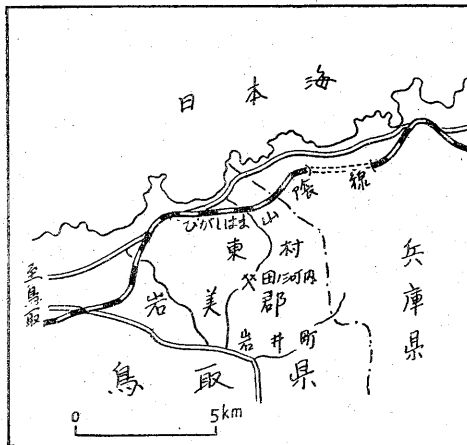 日本海
山陰線
ひがしはま
東村
田ノ河内
岩美郡
岩井町
兵庫県
至鳥取
鳥取県
0 5km